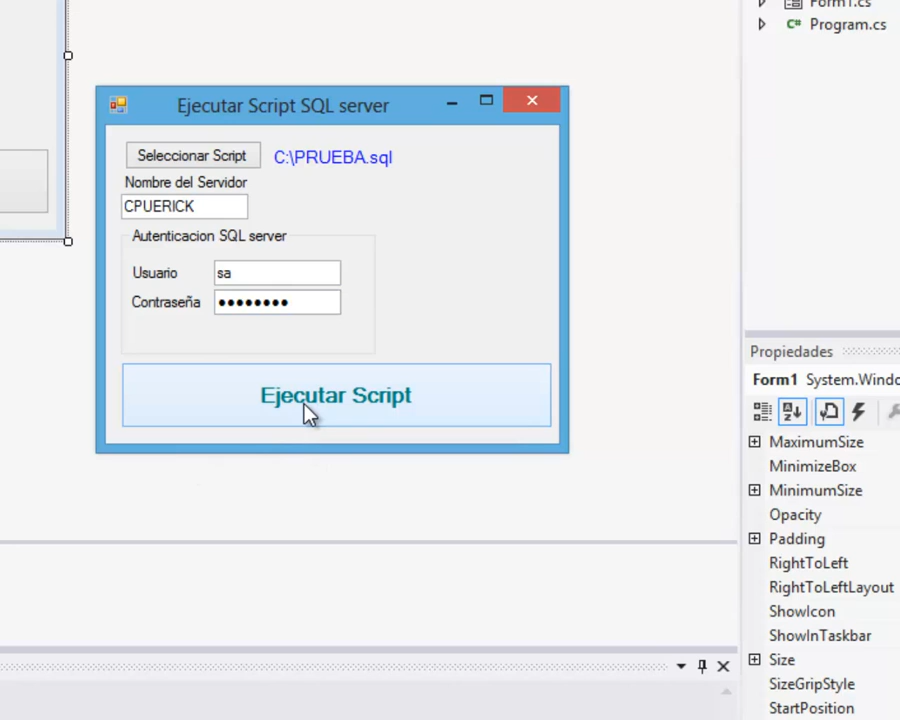 Form1.cs
C# Program.cs
Ejecutar Script SQL server
Seleccionar Script C:\PRUEBA.sql
Nombre del Servidor
CPUERICK
Autenticacion SQL server
Usuario sa
Contraseña ●●●●●●●●
Ejecutar Script
Propiedades
Form1 System.Windo
MaximumSize
MinimizeBox
MinimumSize
Opacity
Padding
RightToLeft
RightToLeftLayout
ShowIcon
ShowInTaskbar
Size
SizeGripStyle
StartPosition